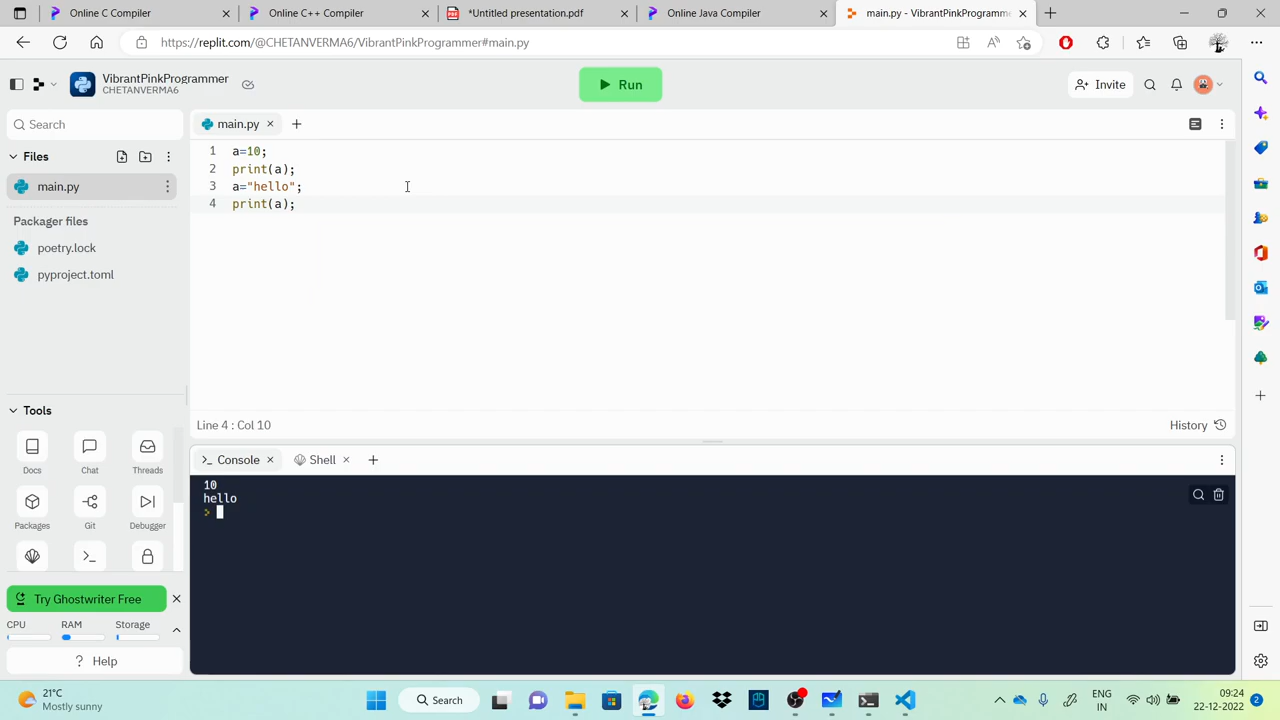 Online C Compiler
Online C++ Compiler
*Untitled presentation.pdf
Online Java Compiler
main.py - VibrantPinkProgramme
https://replit.com/@CHETANVERMA6/VibrantPinkProgrammer#main.py
VibrantPinkProgrammer
CHETANVERMA6
Run
Invite
Search
main.py
Files
main.py
Packager files
poetry.lock
pyproject.toml
1 a=10;
2 print(a);
3 a="hello";
4 print(a);
Line 4 : Col 10
History
Tools
Docs
Chat
Threads
Packages
Git
Debugger
Console
Shell
10
hello
>
Try Ghostwriter Free
CPU
RAM
Storage
? Help
21°C
Mostly sunny
Search
ENG
IN
09:24
22-12-2022
2